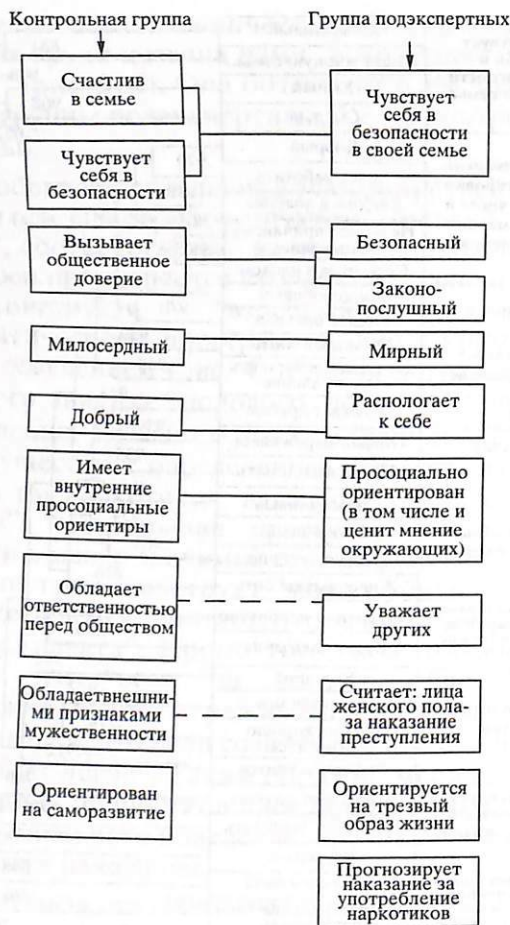 Контрольная группа
Группа подэкспертных
Счастлив
в семье
Чувствует
себя в
безопасности
Чувствует
себя в
безопасности
в своей семье
Вызывает
общественное
доверие
Безопасный
Законо-
послушный
Милосердный
Мирный
Добрый
Распологает
к себе
Имеет
внутренние
просоциальные
ориентиры
Просоциально
ориентирован
(в том числе и
ценит мнение
окружающих)
Обладает
ответственностью
перед обществом
Уважает
других
Обладаетвнешни-
ми признаками
мужественности
Считает: лица
женского пола-
за наказание
преступления
Ориентирован
на саморазвитие
Ориентируется
на трезвый
образ жизни
Прогнозирует
наказание за
употребление
наркотиков